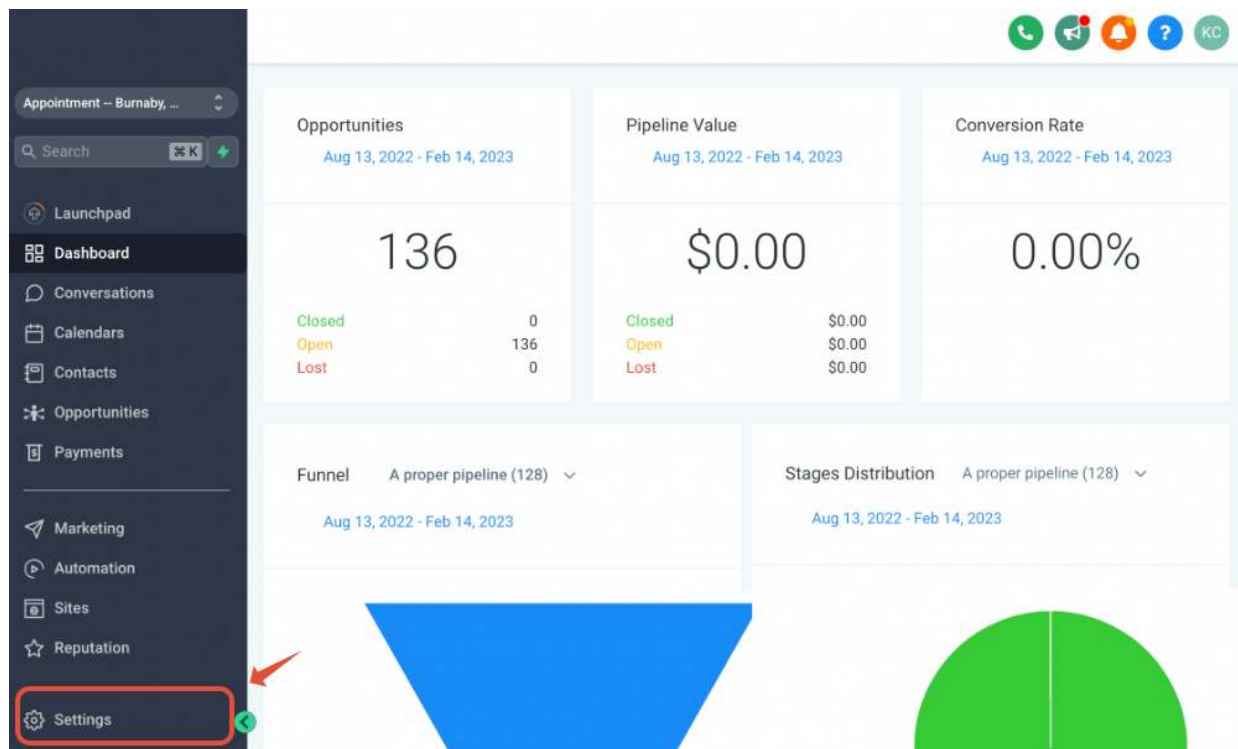 KC
Appointment -- Burnaby, ...
Search ⌘ K
Launchpad
Dashboard
Conversations
Calendars
Contacts
Opportunities
Payments
Marketing
Automation
Sites
Reputation
Settings
Opportunities
Aug 13, 2022 - Feb 14, 2023
136
Closed 0
Open 136
Lost 0
Pipeline Value
Aug 13, 2022 - Feb 14, 2023
$0.00
Closed $0.00
Open $0.00
Lost $0.00
Conversion Rate
Aug 13, 2022 - Feb 14, 2023
0.00%
Funnel A proper pipeline (128)
Aug 13, 2022 - Feb 14, 2023
Stages Distribution A proper pipeline (128)
Aug 13, 2022 - Feb 14, 2023